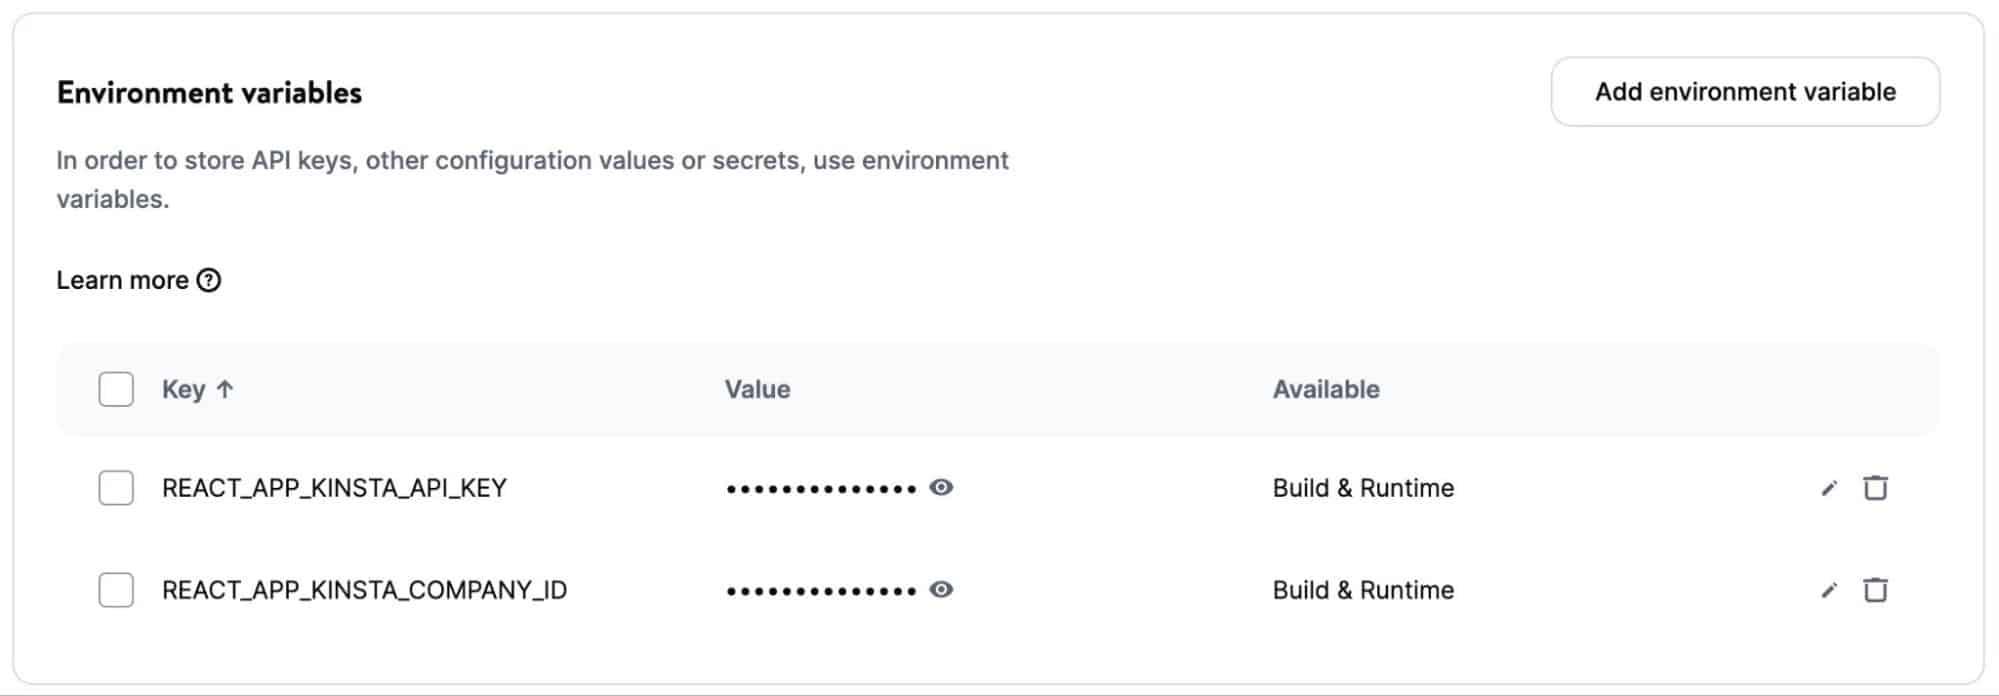 Environment variables
Add environment variable
In order to store API keys, other configuration values or secrets, use environment
variables.
Learn more
Key ↑ Value Available
REACT_APP_KINSTA_API_KEY •••••••••••••• Build & Runtime
REACT_APP_KINSTA_COMPANY_ID •••••••••••••• Build & Runtime